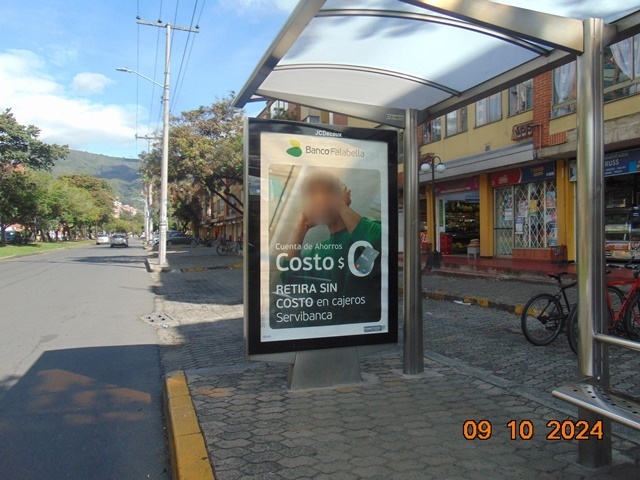 JCDecaux
Banco Falabella
Cuenta de Ahorros
Costo $0
RETIRA SIN
COSTO en cajeros
Servibanca
09 10 2024